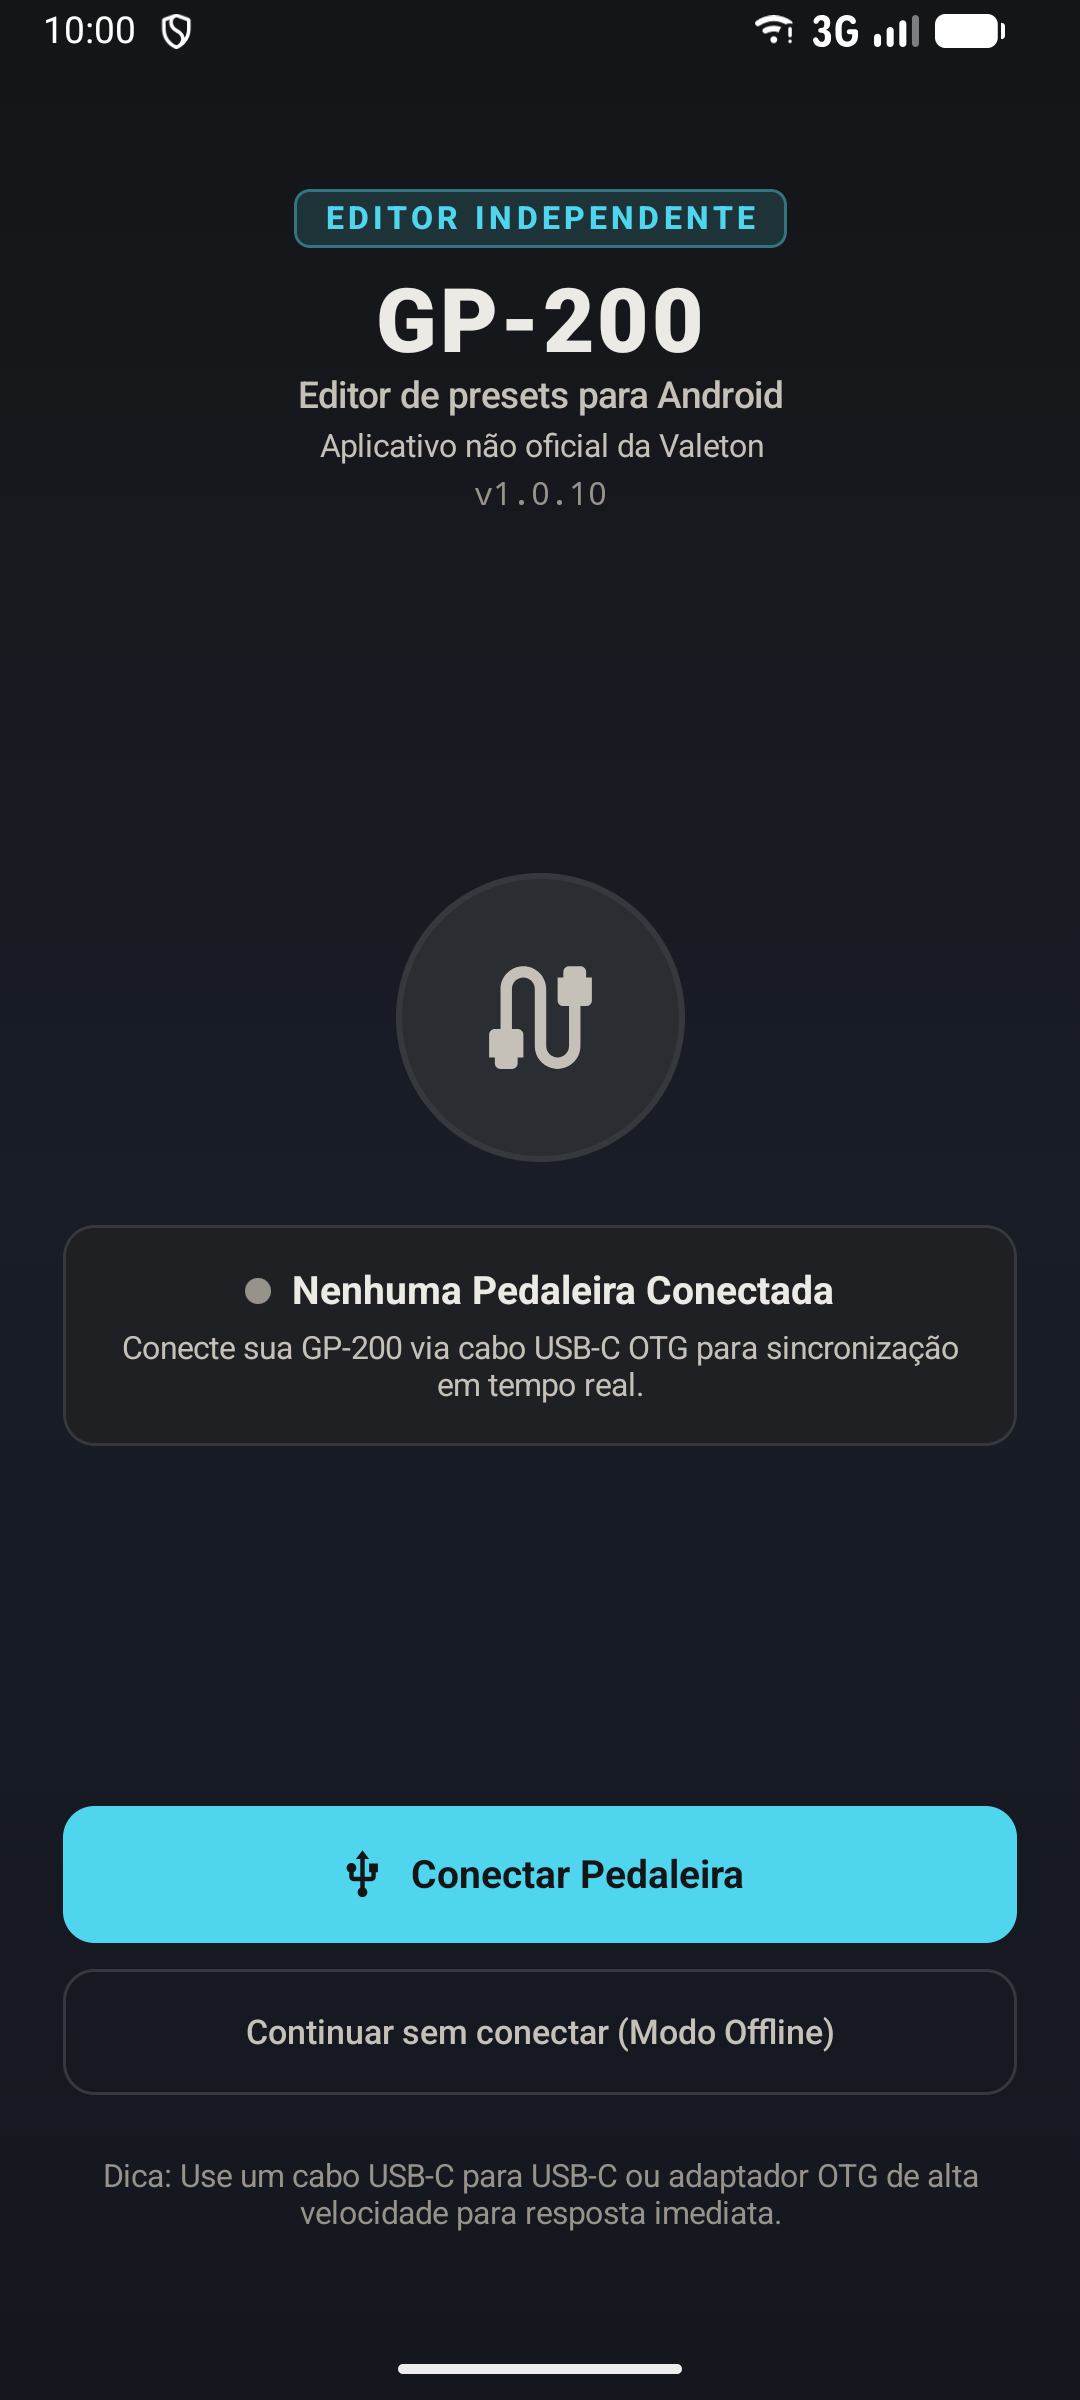 10:00
3G
EDITOR INDEPENDENTE
GP-200
Editor de presets para Android
Aplicativo não oficial da Valeton
v1.0.10
Nenhuma Pedaleira Conectada
Conecte sua GP-200 via cabo USB-C OTG para sincronização
em tempo real.
Conectar Pedaleira
Continuar sem conectar (Modo Offline)
Dica: Use um cabo USB-C para USB-C ou adaptador OTG de alta
velocidade para resposta imediata.